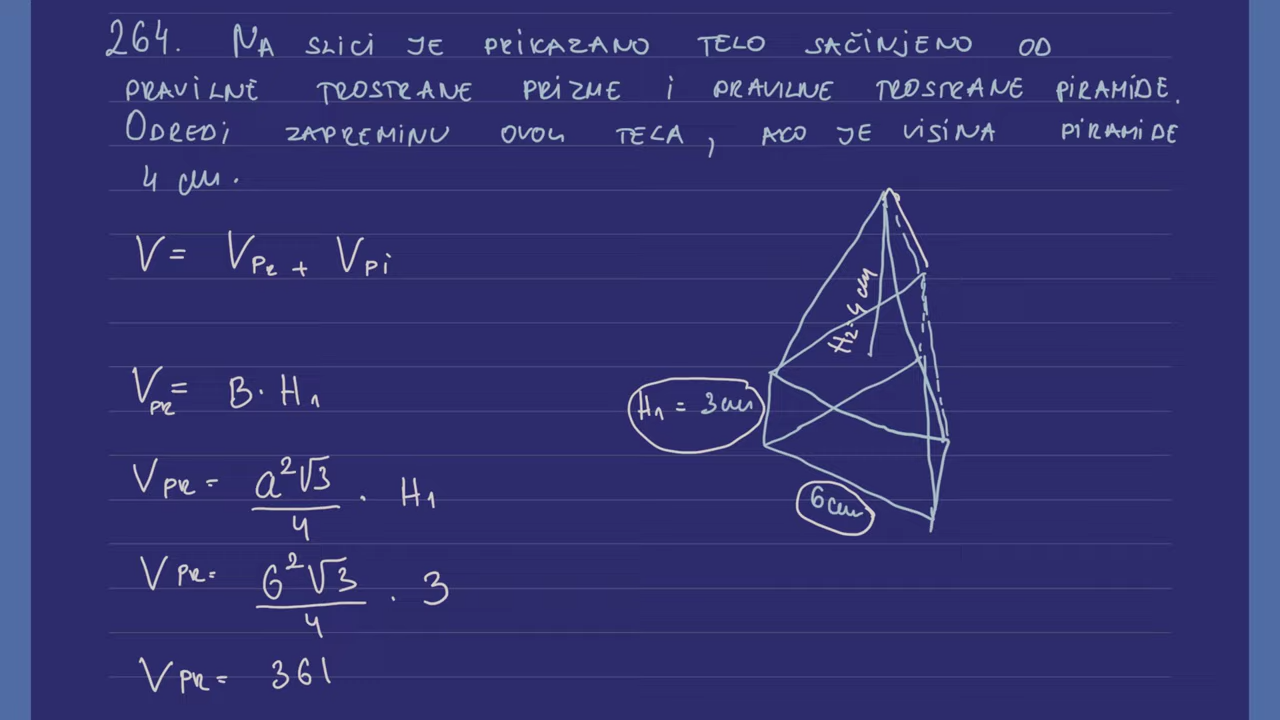 264. NA SLICI JE PRIKAZANO TELO SAČINJENO OD
PRAVILNE TROSTRANE PRIZME I PRAVILNE TROSTRANE PIRAMIDE.
ODREDI ZAPREMINU OVOG TELA, AKO JE VISINA PIRAMIDE
4 cm.
V = VPR + VPi
VPR = B · H1
VPR = a²√3/4 · H1
VPR = 6²√3/4 · 3
VPR = 36
H2 = 4 cm
H1 = 3 cm
6 cm